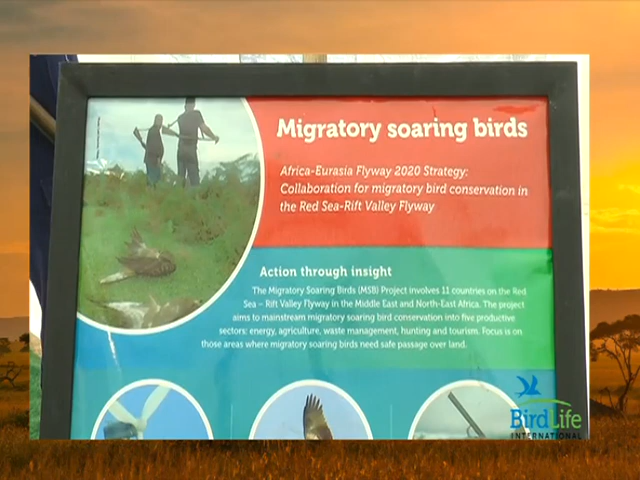 Migratory soaring birds
Africa-Eurasia Flyway 2020 Strategy:
Collaboration for migratory bird conservation in
the Red Sea-Rift Valley Flyway
Action through insight
The Migratory Soaring Birds (MSB) Project involves 11 countries on the Red
Sea – Rift Valley Flyway in the Middle East and North-East Africa. The project
aims to mainstream migratory soaring bird conservation into five productive
sectors: energy, agriculture, waste management, hunting and tourism. Focus is on
those areas where migratory soaring birds need safe passage over land.
BirdLife
INTERNATIONAL